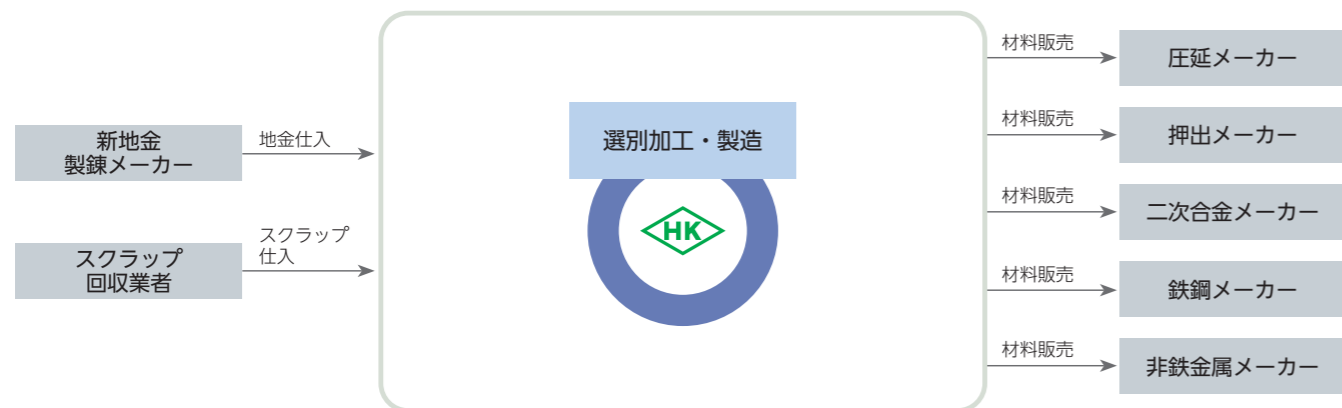 新地金
製錬メーカー
地金仕入
スクラップ
回収業者
スクラップ
仕入
選別加工・製造
HK
材料販売
圧延メーカー
材料販売
押出メーカー
材料販売
二次合金メーカー
材料販売
鉄鋼メーカー
材料販売
非鉄金属メーカー